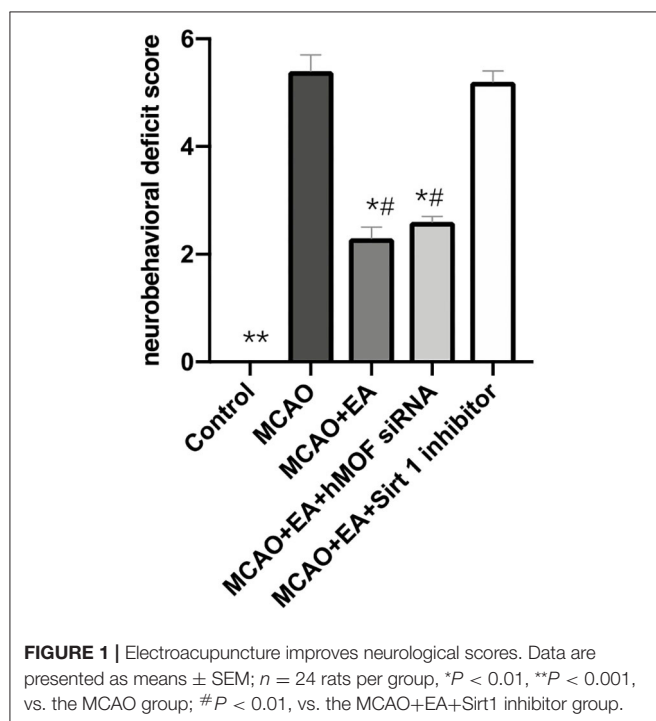 6
4
2
0
neurobehavioral deficit score
**
*#
*#
Control
MCAO
MCAO+EA
MCAO+EA+hMOF siRNA
MCAO+EA+Sirt 1 inhibitor
FIGURE 1 | Electroacupuncture improves neurological scores. Data are
presented as means ± SEM; n = 24 rats per group, *P < 0.01, **P < 0.001,
vs. the MCAO group; #P < 0.01, vs. the MCAO+EA+Sirt1 inhibitor group.